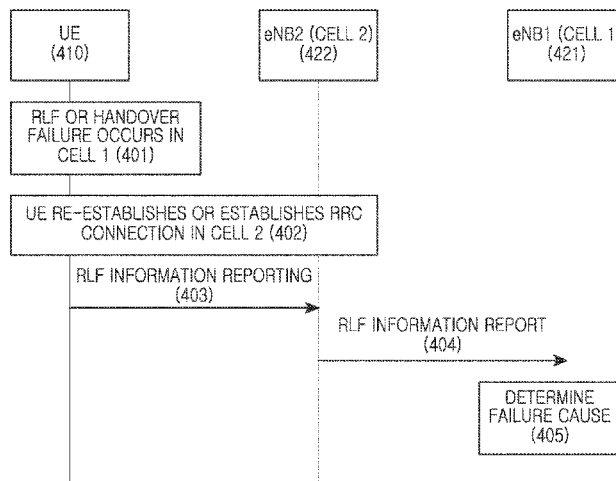 UE
(410)
eNB2 (CELL 2)
(422)
eNB1 (CELL 1
(421)
RLF OR HANDOVER
FAILURE OCCURS IN
CELL 1 (401)
UE RE-ESTABLISHES OR ESTABLISHES RRC
CONNECTION IN CELL 2 (402)
RLF INFORMATION REPORTING
(403)
RLF INFORMATION REPORT
(404)
DETERMINE
FAILURE CAUSE
(405)